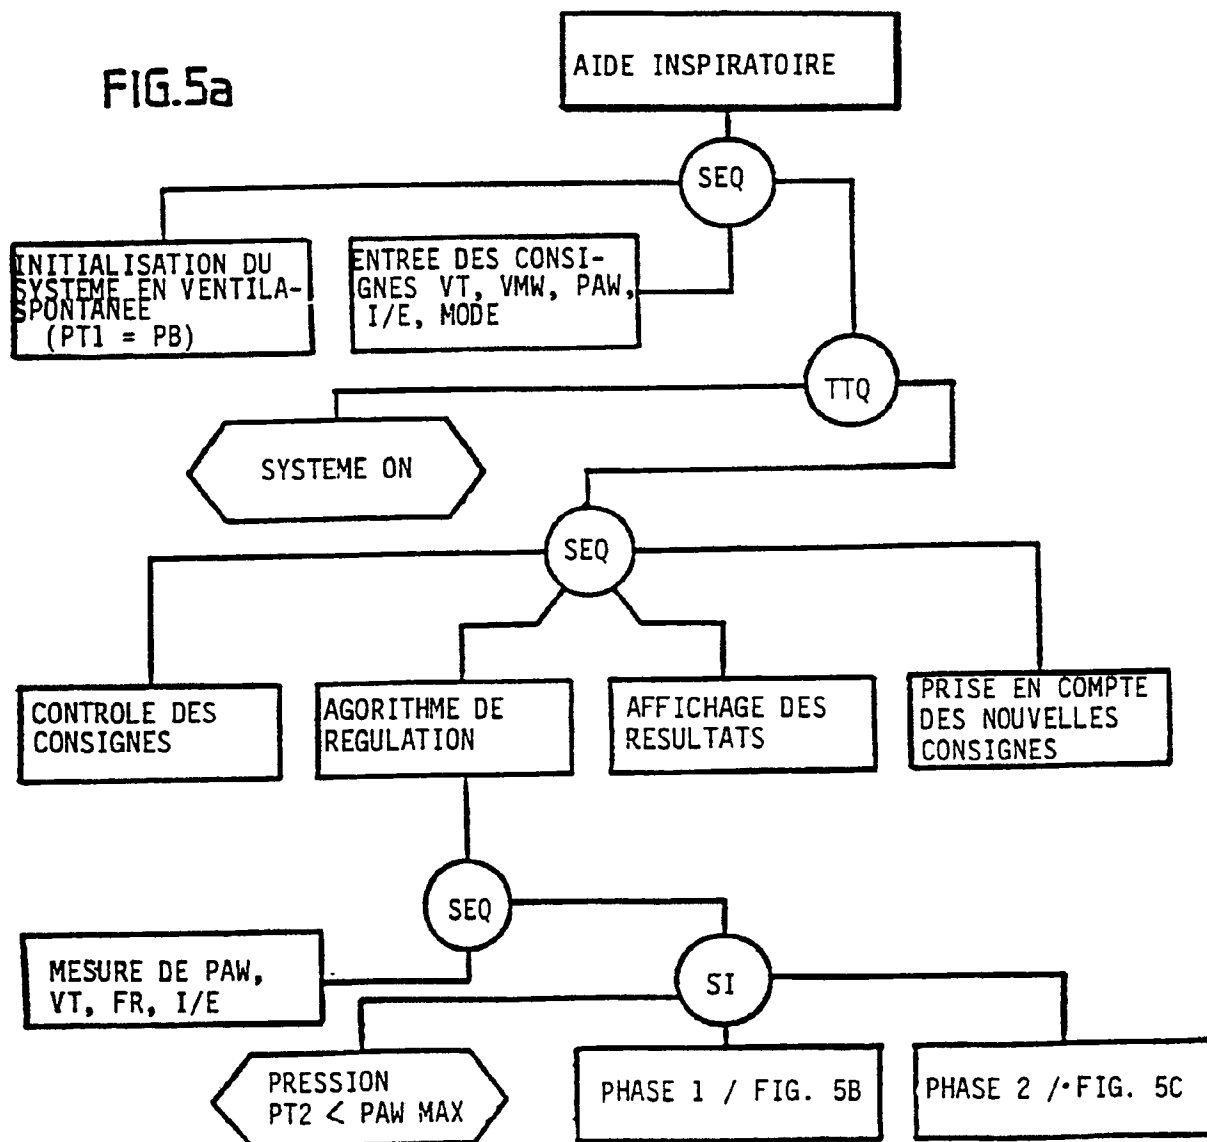 FIG.5a
AIDE INSPIRATOIRE
SEQ
INITIALISATION DU
SYSTEME EN VENTILA-
SPONTANEE
(PT1 = PB)
ENTREE DES CONSI-
GNES VT, VMW, PAW,
I/E, MODE
TTQ
SYSTEME ON
SEQ
CONTROLE DES
CONSIGNES
AGORITHME DE
REGULATION
AFFICHAGE DES
RESULTATS
PRISE EN COMPTE
DES NOUVELLES
CONSIGNES
SEQ
MESURE DE PAW,
VT, FR, I/E
SI
PRESSION
PT2 < PAW MAX
PHASE 1 / FIG. 5B
PHASE 2 / FIG. 5C